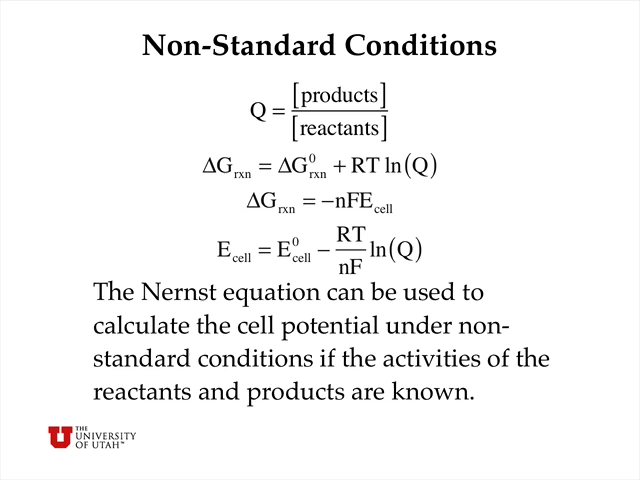 Non-Standard Conditions
Q = [products] / [reactants]
ΔG_rxn = ΔG⁰_rxn + RT ln(Q)
ΔG_rxn = −nFE_cell
E_cell = E⁰_cell − RT/nF ln(Q)
The Nernst equation can be used to
calculate the cell potential under non-
standard conditions if the activities of the
reactants and products are known.
THE
UNIVERSITY
OF UTAH™